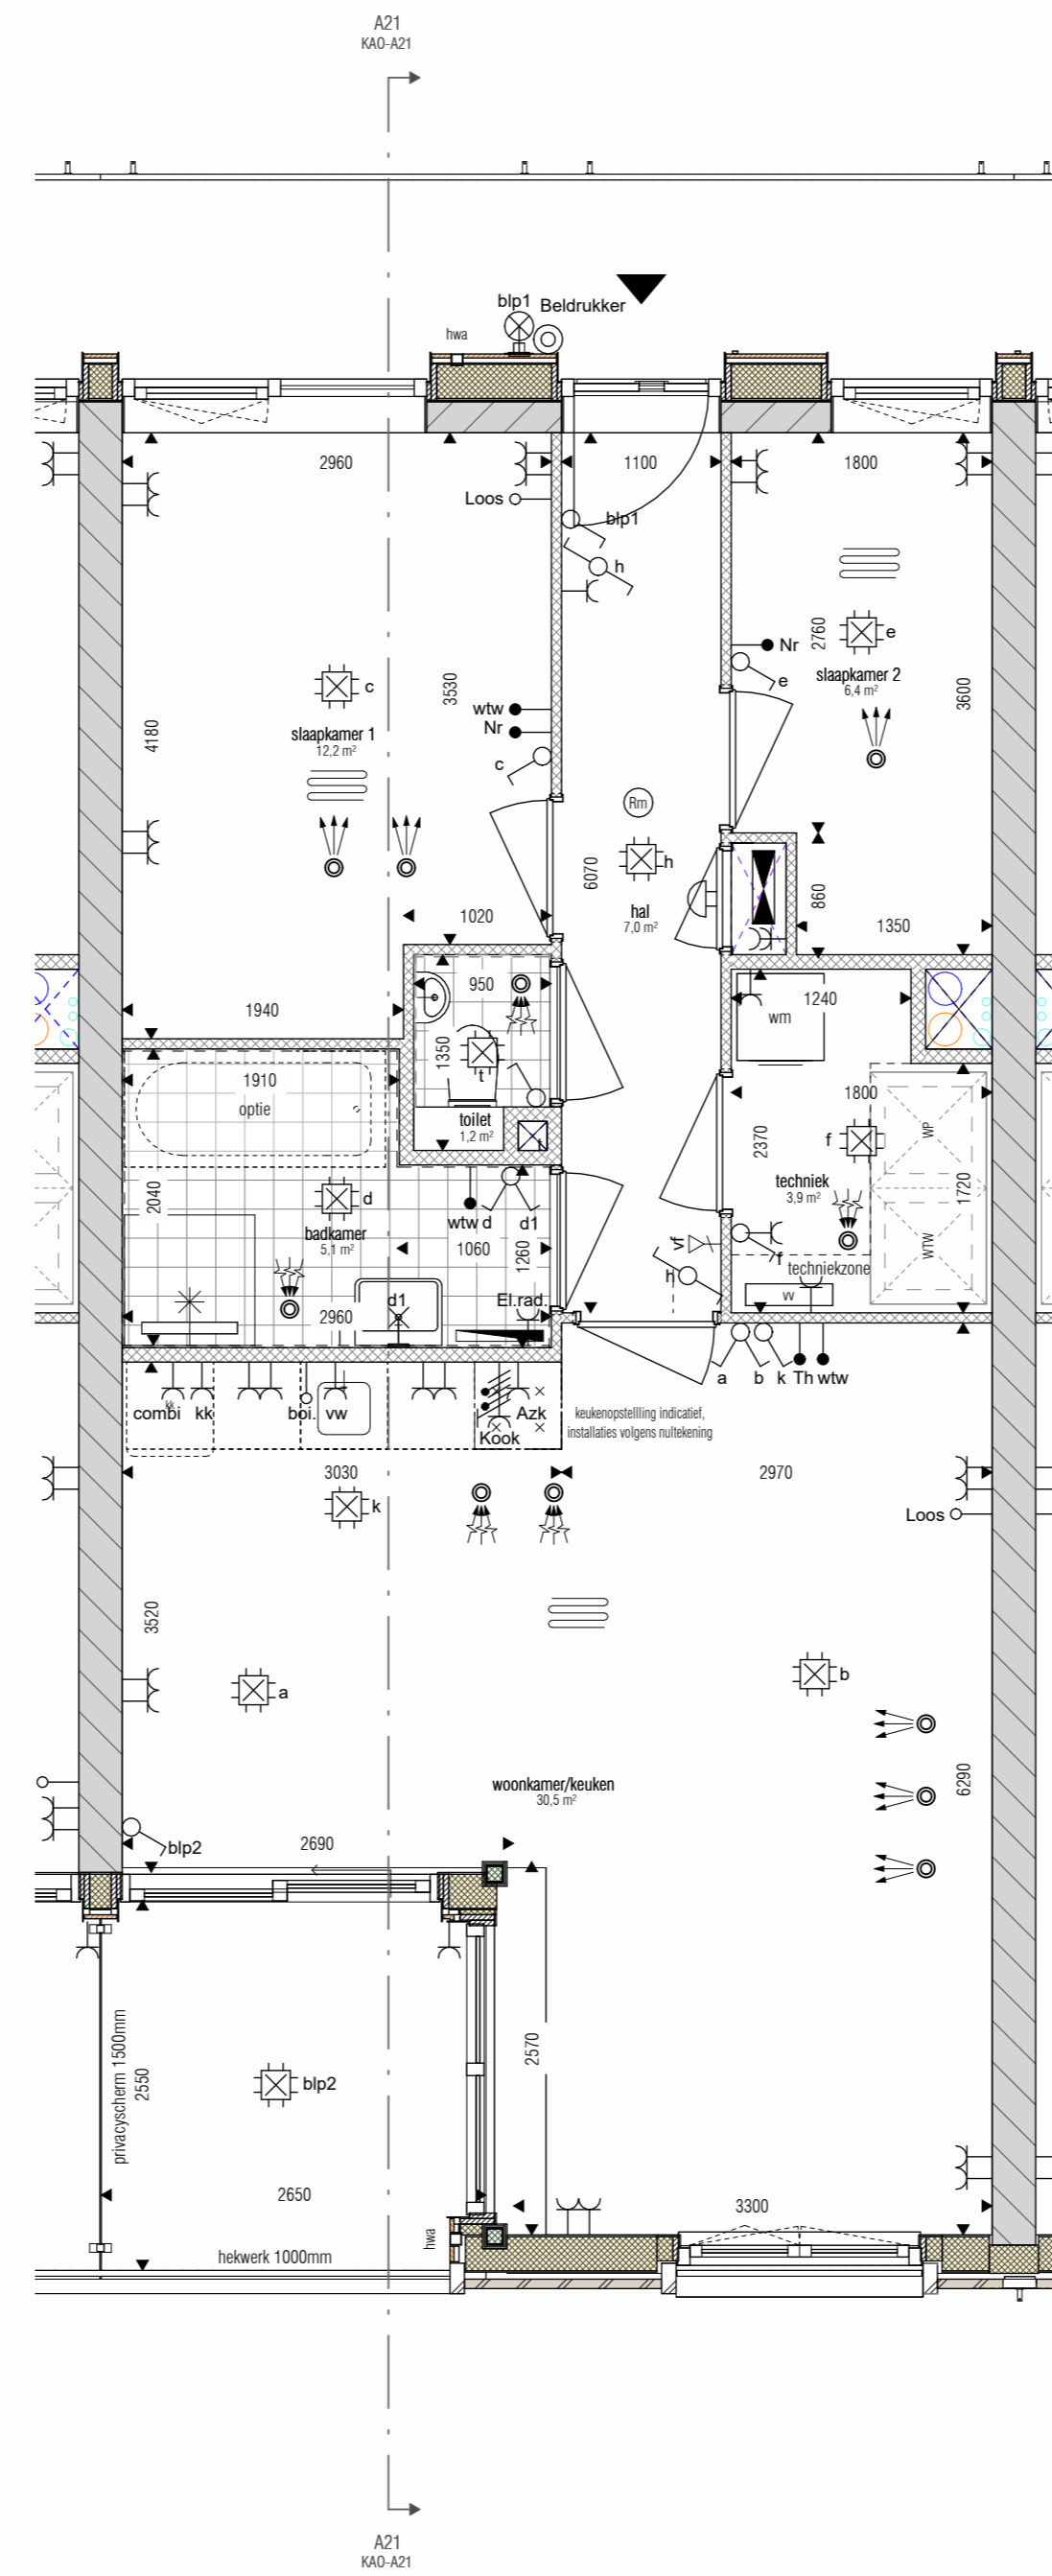 A21
KAO-A21
blp1
Beldrukker
hwa
2960
1100
1800
Loos
blp1
h
2760
e
Nr
e
slaapkamer 2
6,4 m²
3600
c
3530
wtw
Nr
slaapkamer 1
12,2 m²
4180
c
Rm
h
6070
hal
7,0 m²
860
1020
1350
950
1940
1240
wm
1350
t
1910
optie
1800
toilet
1,2 m²
t
f
WP
2370
techniek
3,9 m²
1720
2040
d
wtw d
d1
badkamer
5,1 m²
1060
1260
vf
f
WTW
techniekzone
h
vv
d1
El.rad.
2960
a
b
k
Th
wtw
combi
kk
kk
boi.
vw
Azk
Kook
keukenopstellling indicatief,
installaties volgens nultekening
3030
2970
k
Loos
3520
a
b
woonkamer/keuken
30,5 m²
6290
blp2
2690
privacyscherm 1500mm
2550
2570
blp2
2650
3300
hwa
hekwerk 1000mm
A21
KAO-A21